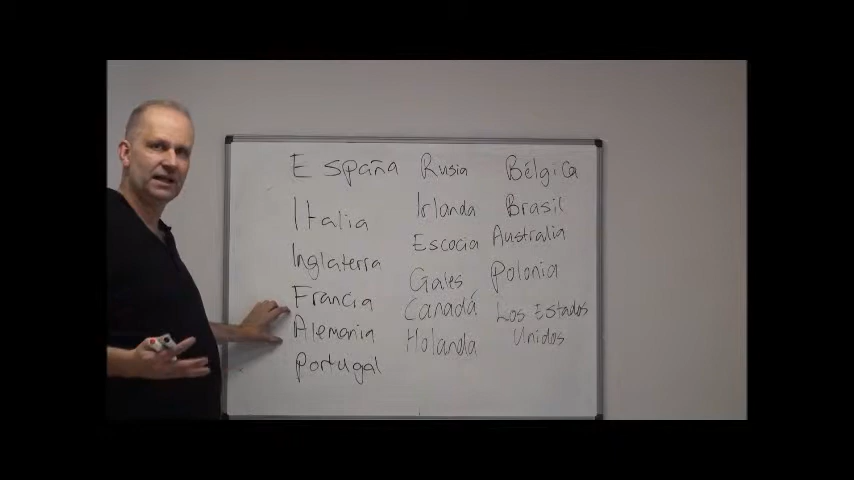 España
Italia
Inglaterra
Francia
Alemania
Portugal
Rusia
Irlanda
Escocia
Gales
Canadá
Holanda
Bélgica
Brasil
Australia
Polonia
Los Estados
Unidos